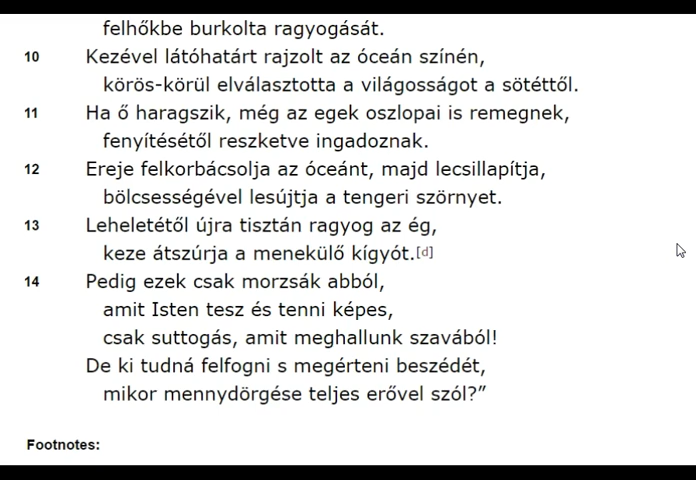 felhőkbe burkolta ragyogását.
10 Kezével látóhatárt rajzolt az óceán színén,
körös-körül elválasztotta a világosságot a sötéttől.
11 Ha ő haragszik, még az egek oszlopai is remegnek,
fenyítésétől reszketve ingadoznak.
12 Ereje felkorbácsolja az óceánt, majd lecsillapítja,
bölcsességével lesújtja a tengeri szörnyet.
13 Leheletétől újra tisztán ragyog az ég,
keze átszúrja a menekülő kígyót.[d]
14 Pedig ezek csak morzsák abból,
amit Isten tesz és tenni képes,
csak suttogás, amit meghallunk szavából!
De ki tudná felfogni s megérteni beszédét,
mikor mennydörgése teljes erővel szól?”
Footnotes: